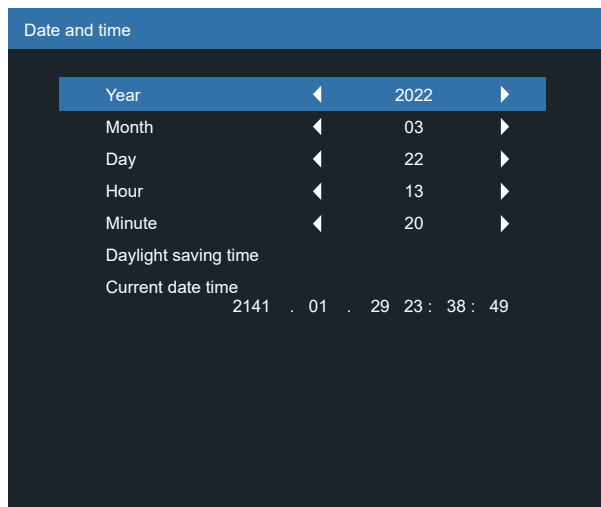 Date and time
Year 2022
Month 03
Day 22
Hour 13
Minute 20
Daylight saving time
Current date time
2141 . 01 . 29 23 : 38 : 49